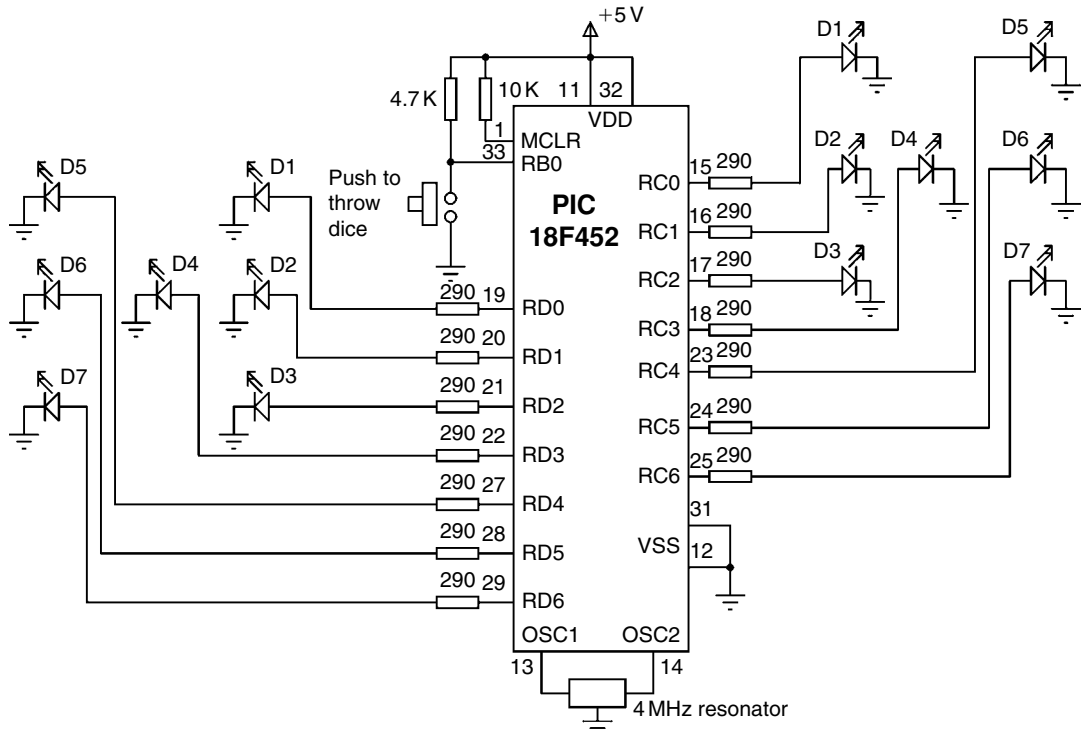 +5 V
D1
D5
4.7 K
10 K
11
32
VDD
1
MCLR
33
RB0
Push to
throw
dice
PIC
18F452
D5
D1
D6
D4
D2
D7
D3
D2
D4
D6
D3
D7
RC0
15
290
RC1
16
290
RC2
17
290
RC3
18
290
RC4
23
290
RC5
24
290
RC6
25
290
290
19
RD0
290
20
RD1
290
21
RD2
290
22
RD3
290
27
RD4
290
28
RD5
290
29
RD6
31
VSS
12
OSC1
OSC2
13
14
4 MHz resonator